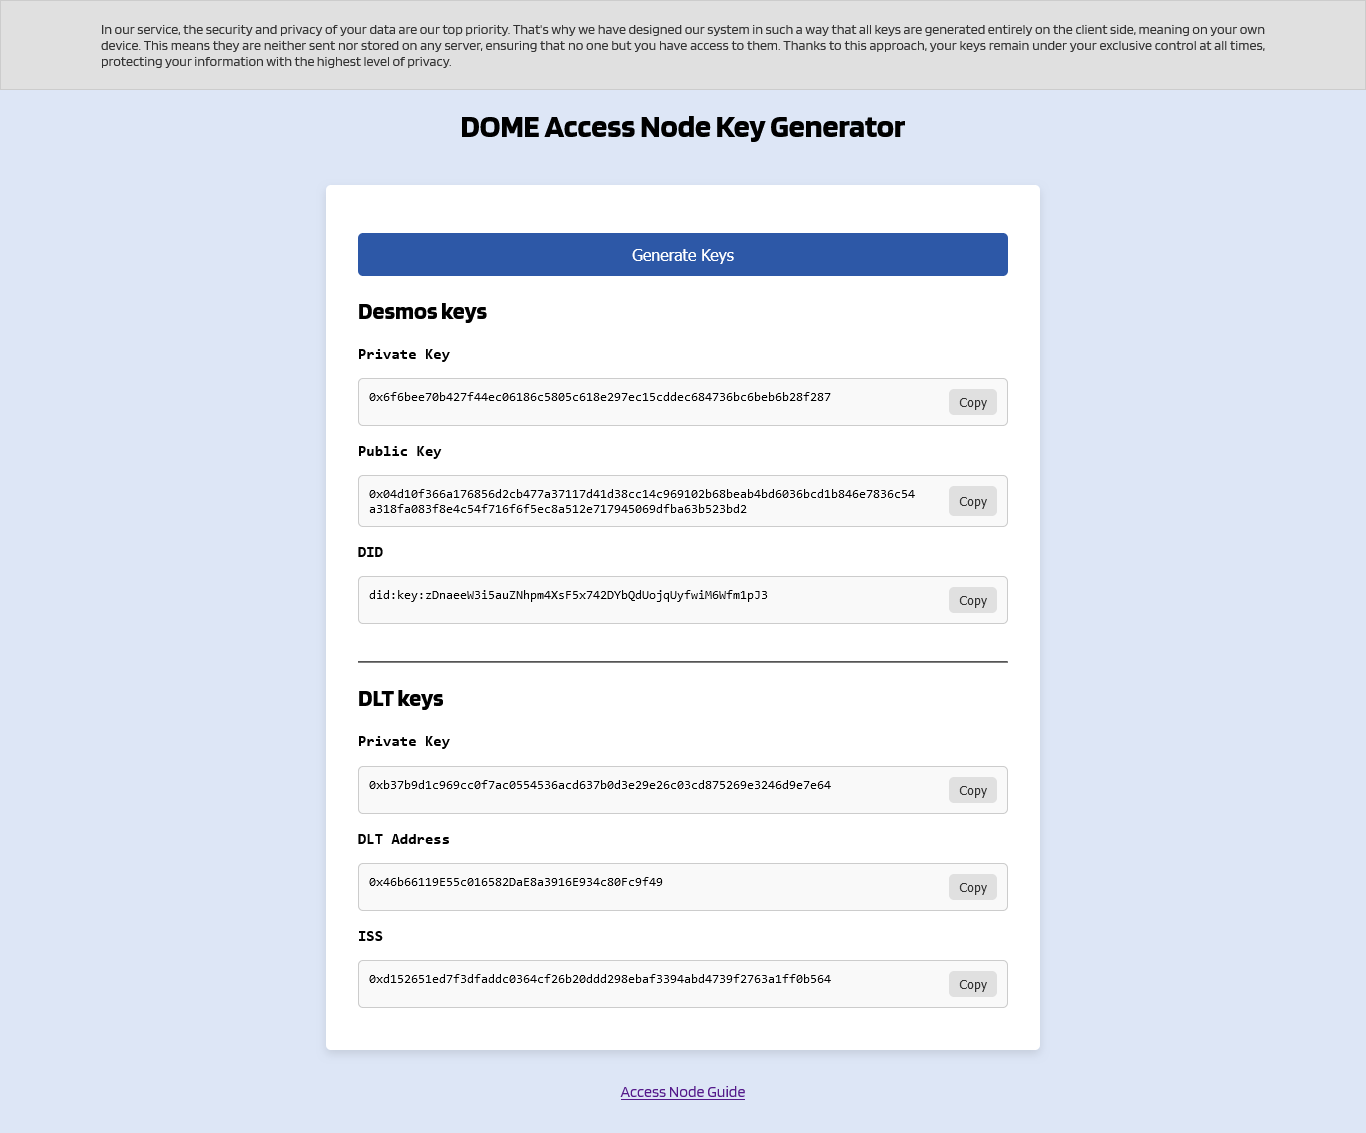 In our service, the security and privacy of your data are our top priority. That's why we have designed our system in such a way that all keys are generated entirely on the client side, meaning on your own
device. This means they are neither sent nor stored on any server, ensuring that no one but you have access to them. Thanks to this approach, your keys remain under your exclusive control at all times,
protecting your information with the highest level of privacy.
DOME Access Node Key Generator
Generate Keys
Desmos keys
Private Key
0x6f6bee70b427f44ec06186c5805c618e297ec15cddec684736bc6beb6b28f287
Copy
Public Key
0x04d10f366a176856d2cb477a37117d41d38cc14c969102b68beab4bd6036bcd1b846e7836c54
a318fa083f8e4c54f716f6f5ec8a512e717945069dfba63b523bd2
Copy
DID
did:key:zDnaeeW3i5auZNhpm4XsF5x742DYbQdUojqUyfwiM6Wfm1pJ3
Copy
DLT keys
Private Key
0xb37b9d1c969cc0f7ac0554536acd637b0d3e29e26c03cd875269e3246d9e7e64
Copy
DLT Address
0x46b66119E55c016582DaE8a3916E934c80Fc9f49
Copy
ISS
0xd152651ed7f3dfaddc0364cf26b20ddd298ebaf3394abd4739f2763a1ff0b564
Copy
Access Node Guide